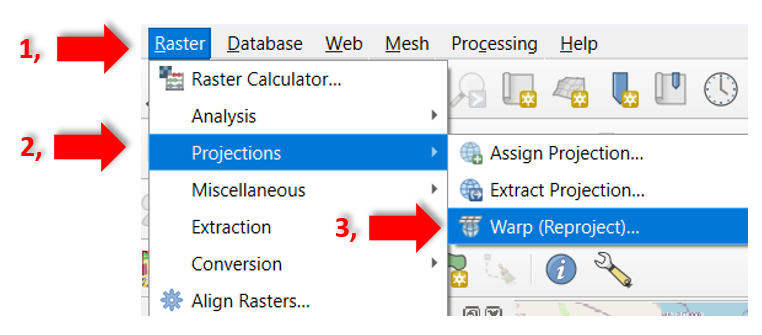 1, Raster Database Web Mesh Processing Help
Raster Calculator...
Analysis
2, Projections Assign Projection...
Miscellaneous Extract Projection...
Extraction 3, Warp (Reproject)...
Conversion
Align Rasters...